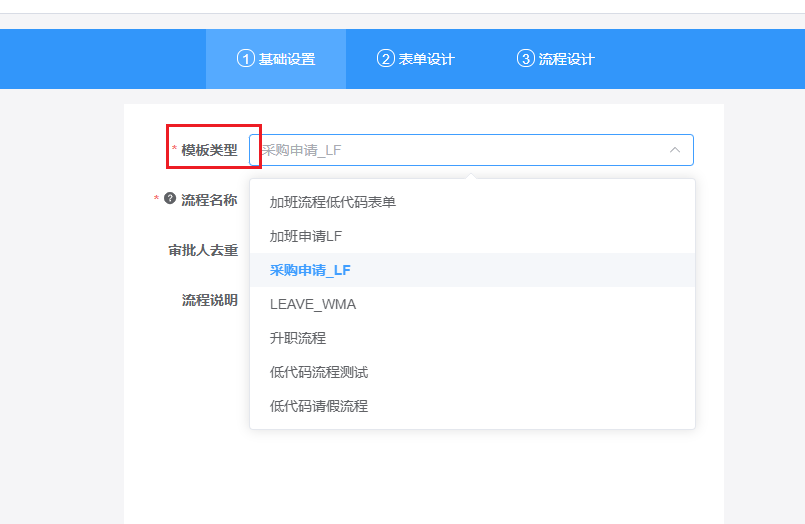 ① 基础设置 ② 表单设计 ③ 流程设计
* 模板类型 采购申请_LF
* ? 流程名称
审批人去重
流程说明
加班流程低代码表单
加班申请LF
采购申请_LF
LEAVE_WMA
升职流程
低代码流程测试
低代码请假流程